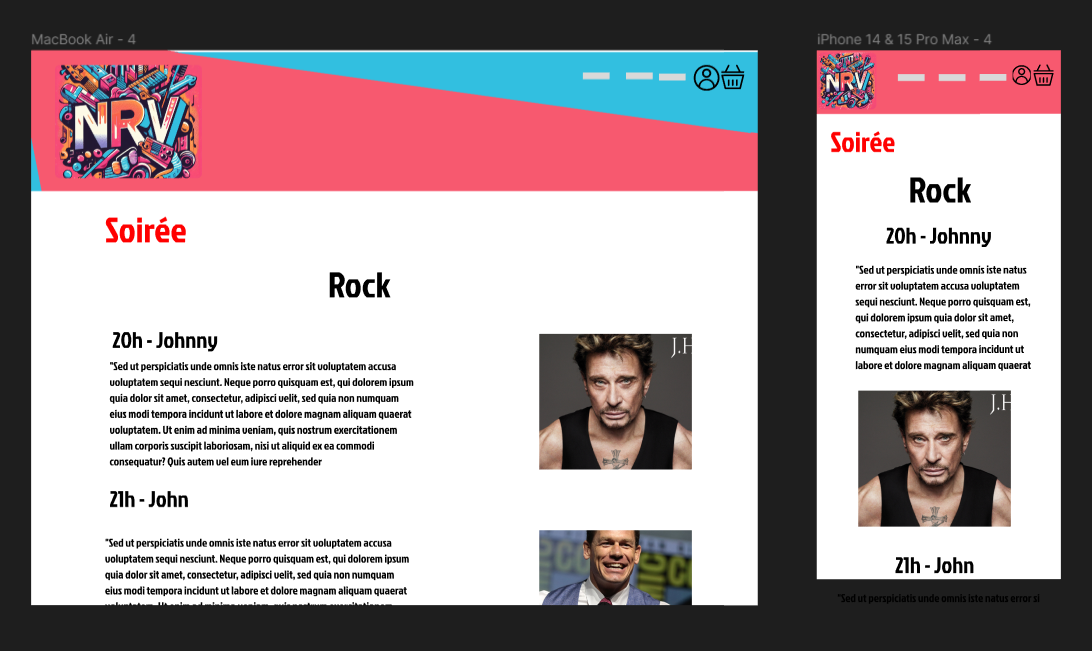 MacBook Air - 4
NRV
Soirée
Rock
20h - Johnny
"Sed ut perspiciatis unde omnis iste natus error sit voluptatem accusa
voluptatem sequi nesciunt. Neque porro quisquam est, qui dolorem ipsum
quia dolor sit amet, consectetur, adipisci velit, sed quia non numquam
eius modi tempora incidunt ut labore et dolore magnam aliquam quaerat
voluptatem. Ut enim ad minima veniam, quis nostrum exercitationem
ullam corporis suscipit laboriosam, nisi ut aliquid ex ea commodi
consequatur? Quis autem vel eum iure reprehender
J.H
21h - John
"Sed ut perspiciatis unde omnis iste natus error sit voluptatem accusa
voluptatem sequi nesciunt. Neque porro quisquam est, qui dolorem ipsum
quia dolor sit amet, consectetur, adipisci velit, sed quia non numquam
eius modi tempora incidunt ut labore et dolore magnam aliquam quaerat
voluptatem. Ut enim ad minima veniam, quis nostrum exercitationem
iPhone 14 & 15 Pro Max - 4
NRV
Soirée
Rock
20h - Johnny
"Sed ut perspiciatis unde omnis iste natus
error sit voluptatem accusa voluptatem
sequi nesciunt. Neque porro quisquam est,
qui dolorem ipsum quia dolor sit amet,
consectetur, adipisci velit, sed quia non
numquam eius modi tempora incidunt ut
labore et dolore magnam aliquam quaerat
J.H
21h - John
"Sed ut perspiciatis unde omnis iste natus error si